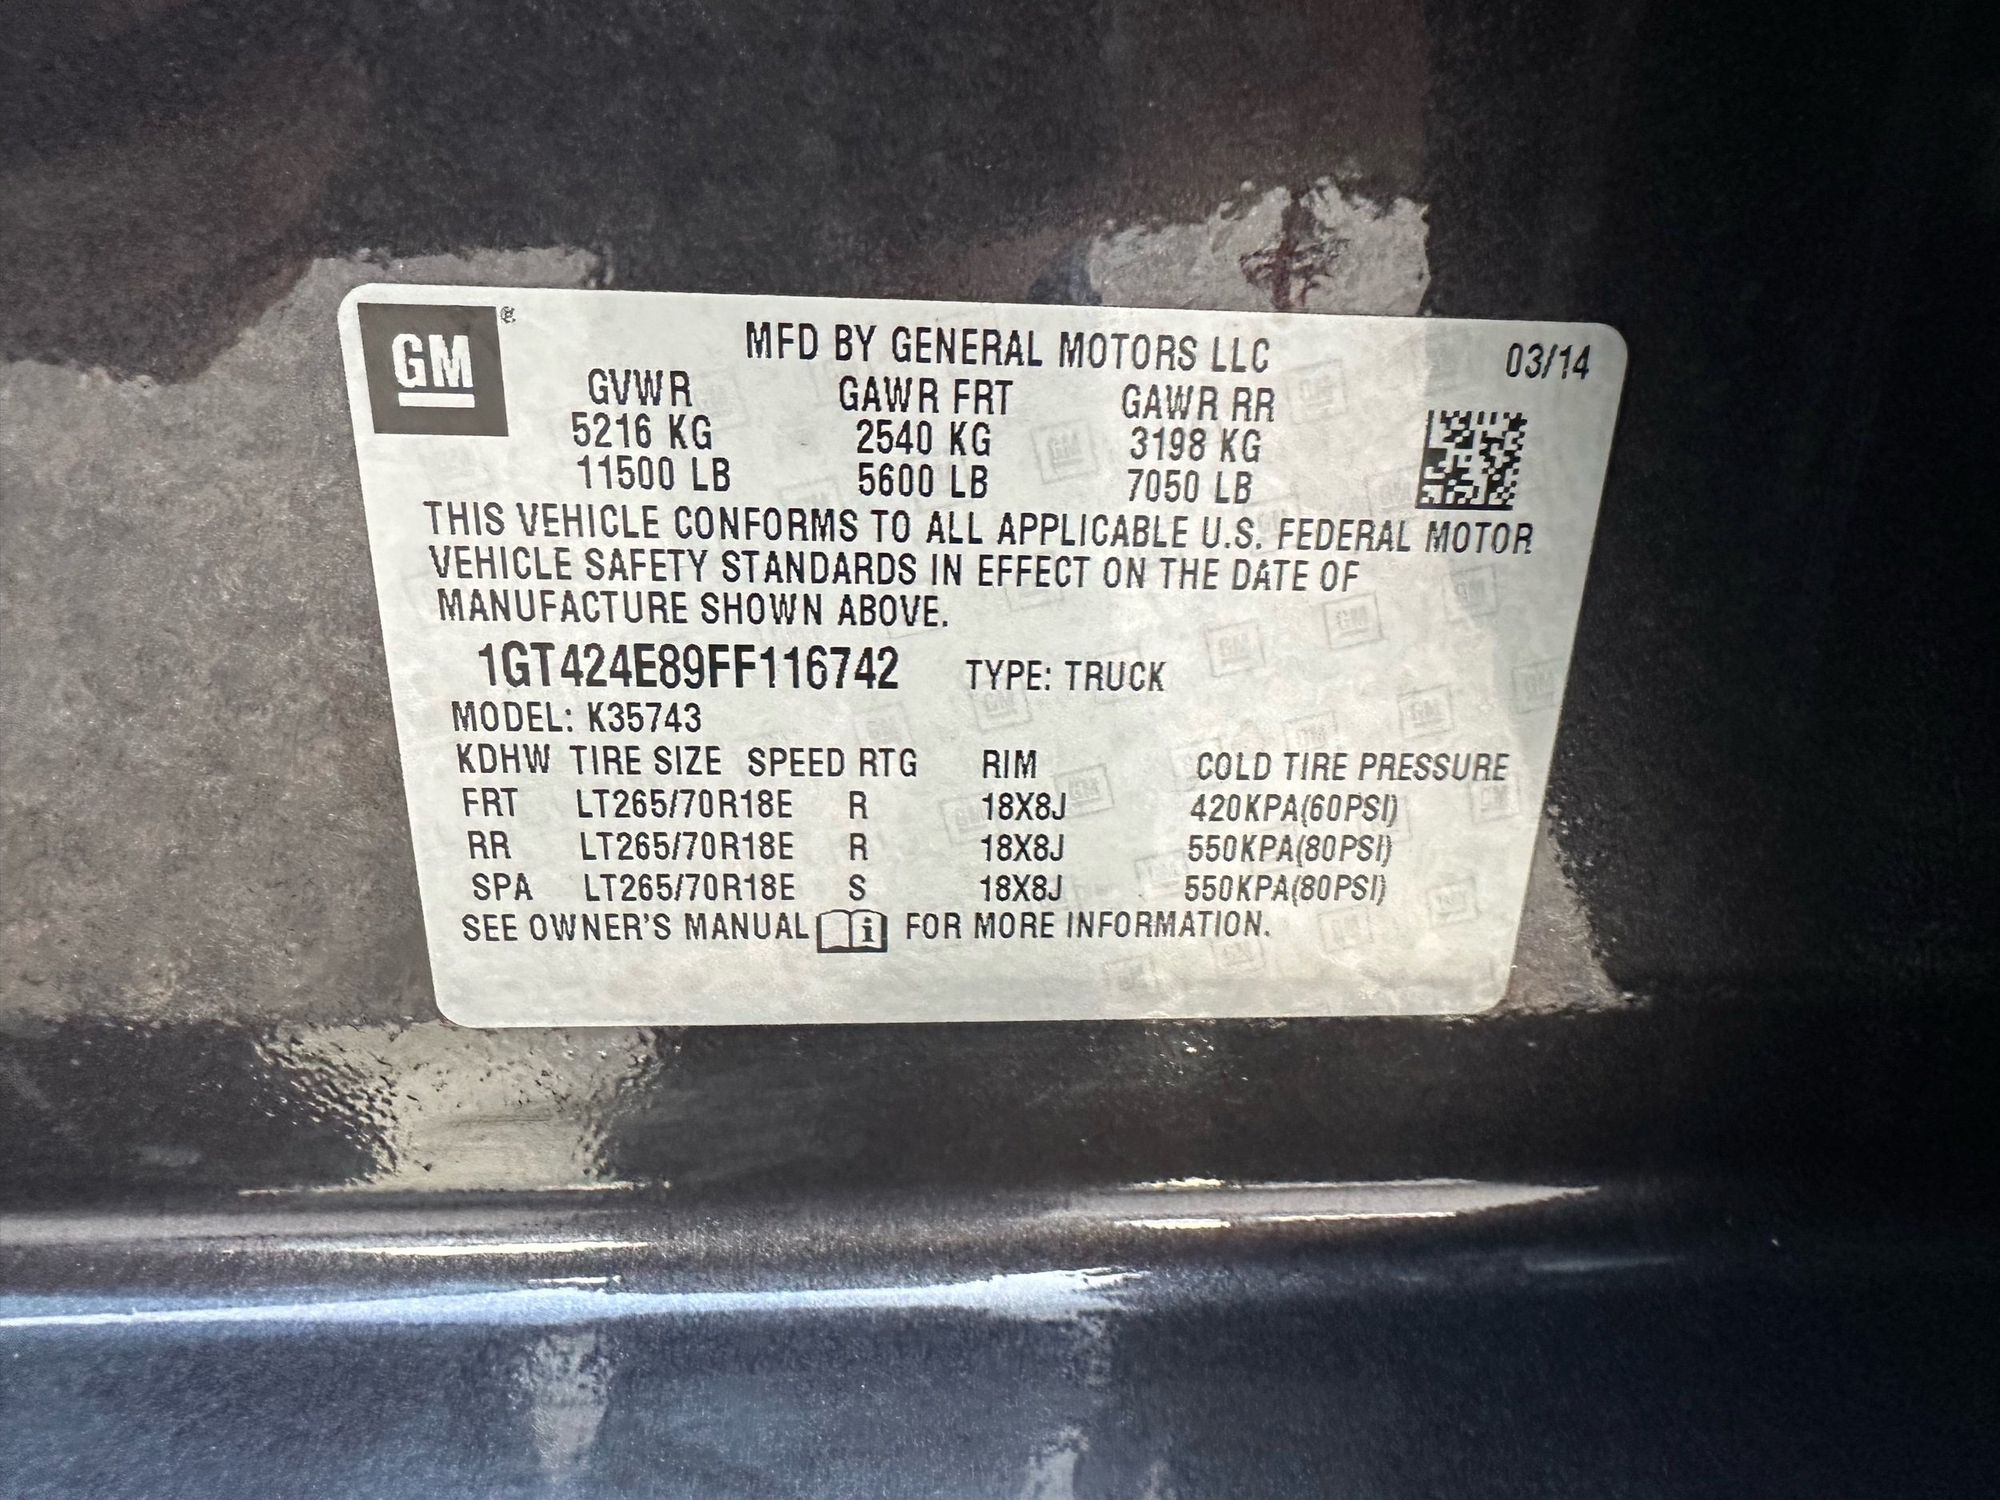 GM®
MFD BY GENERAL MOTORS LLC 03/14
GVWR GAWR FRT GAWR RR
5216 KG 2540 KG 3198 KG
11500 LB 5600 LB 7050 LB
THIS VEHICLE CONFORMS TO ALL APPLICABLE U.S. FEDERAL MOTOR
VEHICLE SAFETY STANDARDS IN EFFECT ON THE DATE OF
MANUFACTURE SHOWN ABOVE.
1GT424E89FF116742 TYPE: TRUCK
MODEL: K35743
KDHW TIRE SIZE SPEED RTG RIM COLD TIRE PRESSURE
FRT LT265/70R18E R 18X8J 420KPA(60PSI)
RR LT265/70R18E R 18X8J 550KPA(80PSI)
SPA LT265/70R18E S 18X8J 550KPA(80PSI)
SEE OWNER'S MANUAL i FOR MORE INFORMATION.